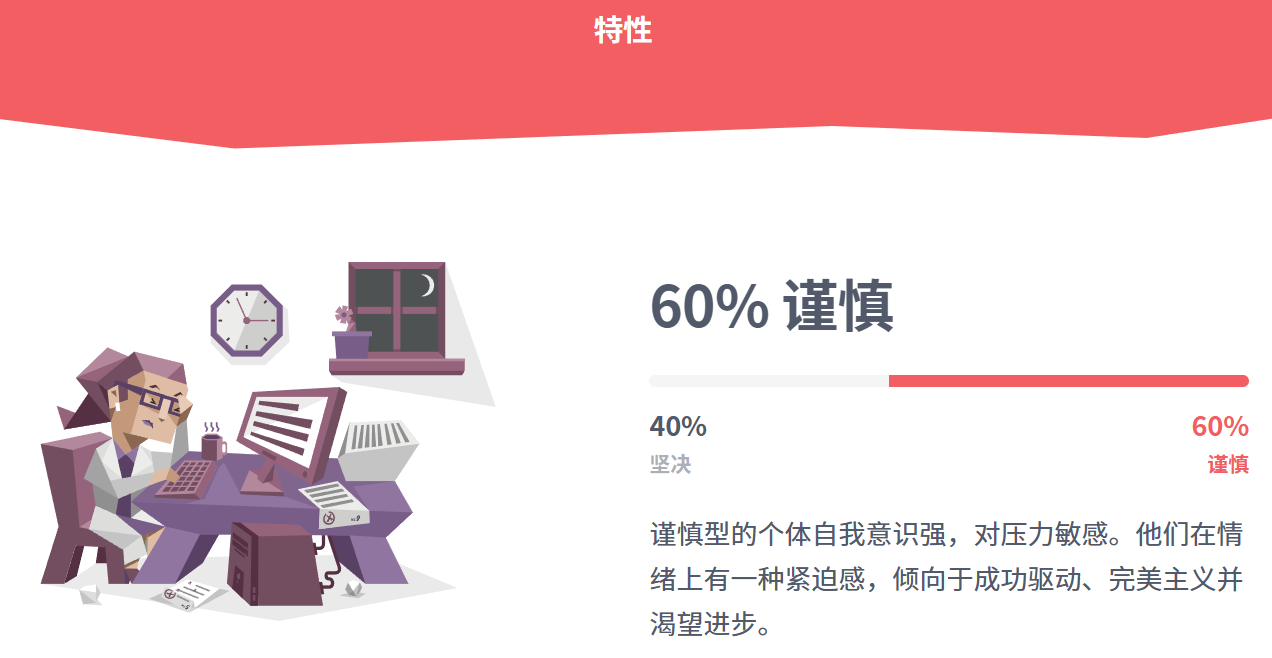 特性
60% 谨慎
40%
60%
坚决
谨慎
谨慎型的个体自我意识强，对压力敏感。他们在情
绪上有一种紧迫感，倾向于成功驱动、完美主义并
渴望进步。